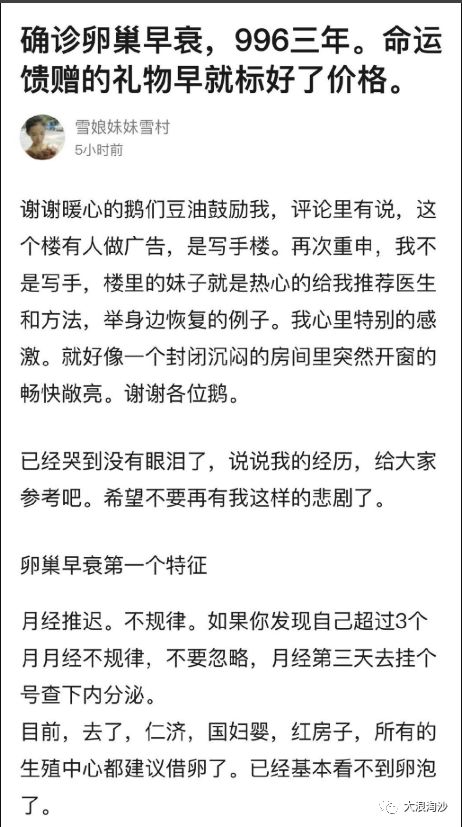 确诊卵巢早衰，996三年。命运
馈赠的礼物早就标好了价格。
雪娘妹妹雪村
5小时前
谢谢暖心的鹅们豆油鼓励我，评论里有说，这
个楼有人做广告，是写手楼。再次重申，我不
是写手，楼里的妹子就是热心的给我推荐医生
和方法，举身边恢复的例子。我心里特别的感
激。就好像一个封闭沉闷的房间里突然开窗的
畅快敞亮。谢谢各位鹅。
已经哭到没有眼泪了，说说我的经历，给大家
参考吧。希望不要再有我这样的悲剧了。
卵巢早衰第一个特征
月经推迟。不规律。如果你发现自己超过3个
月月经不规律，不要忽略，月经第三天去挂个
号查下内分泌。
目前，去了，仁济，国妇婴，红房子，所有的
生殖中心都建议借卵了。已经基本看不到卵泡
了。
大浪淘沙